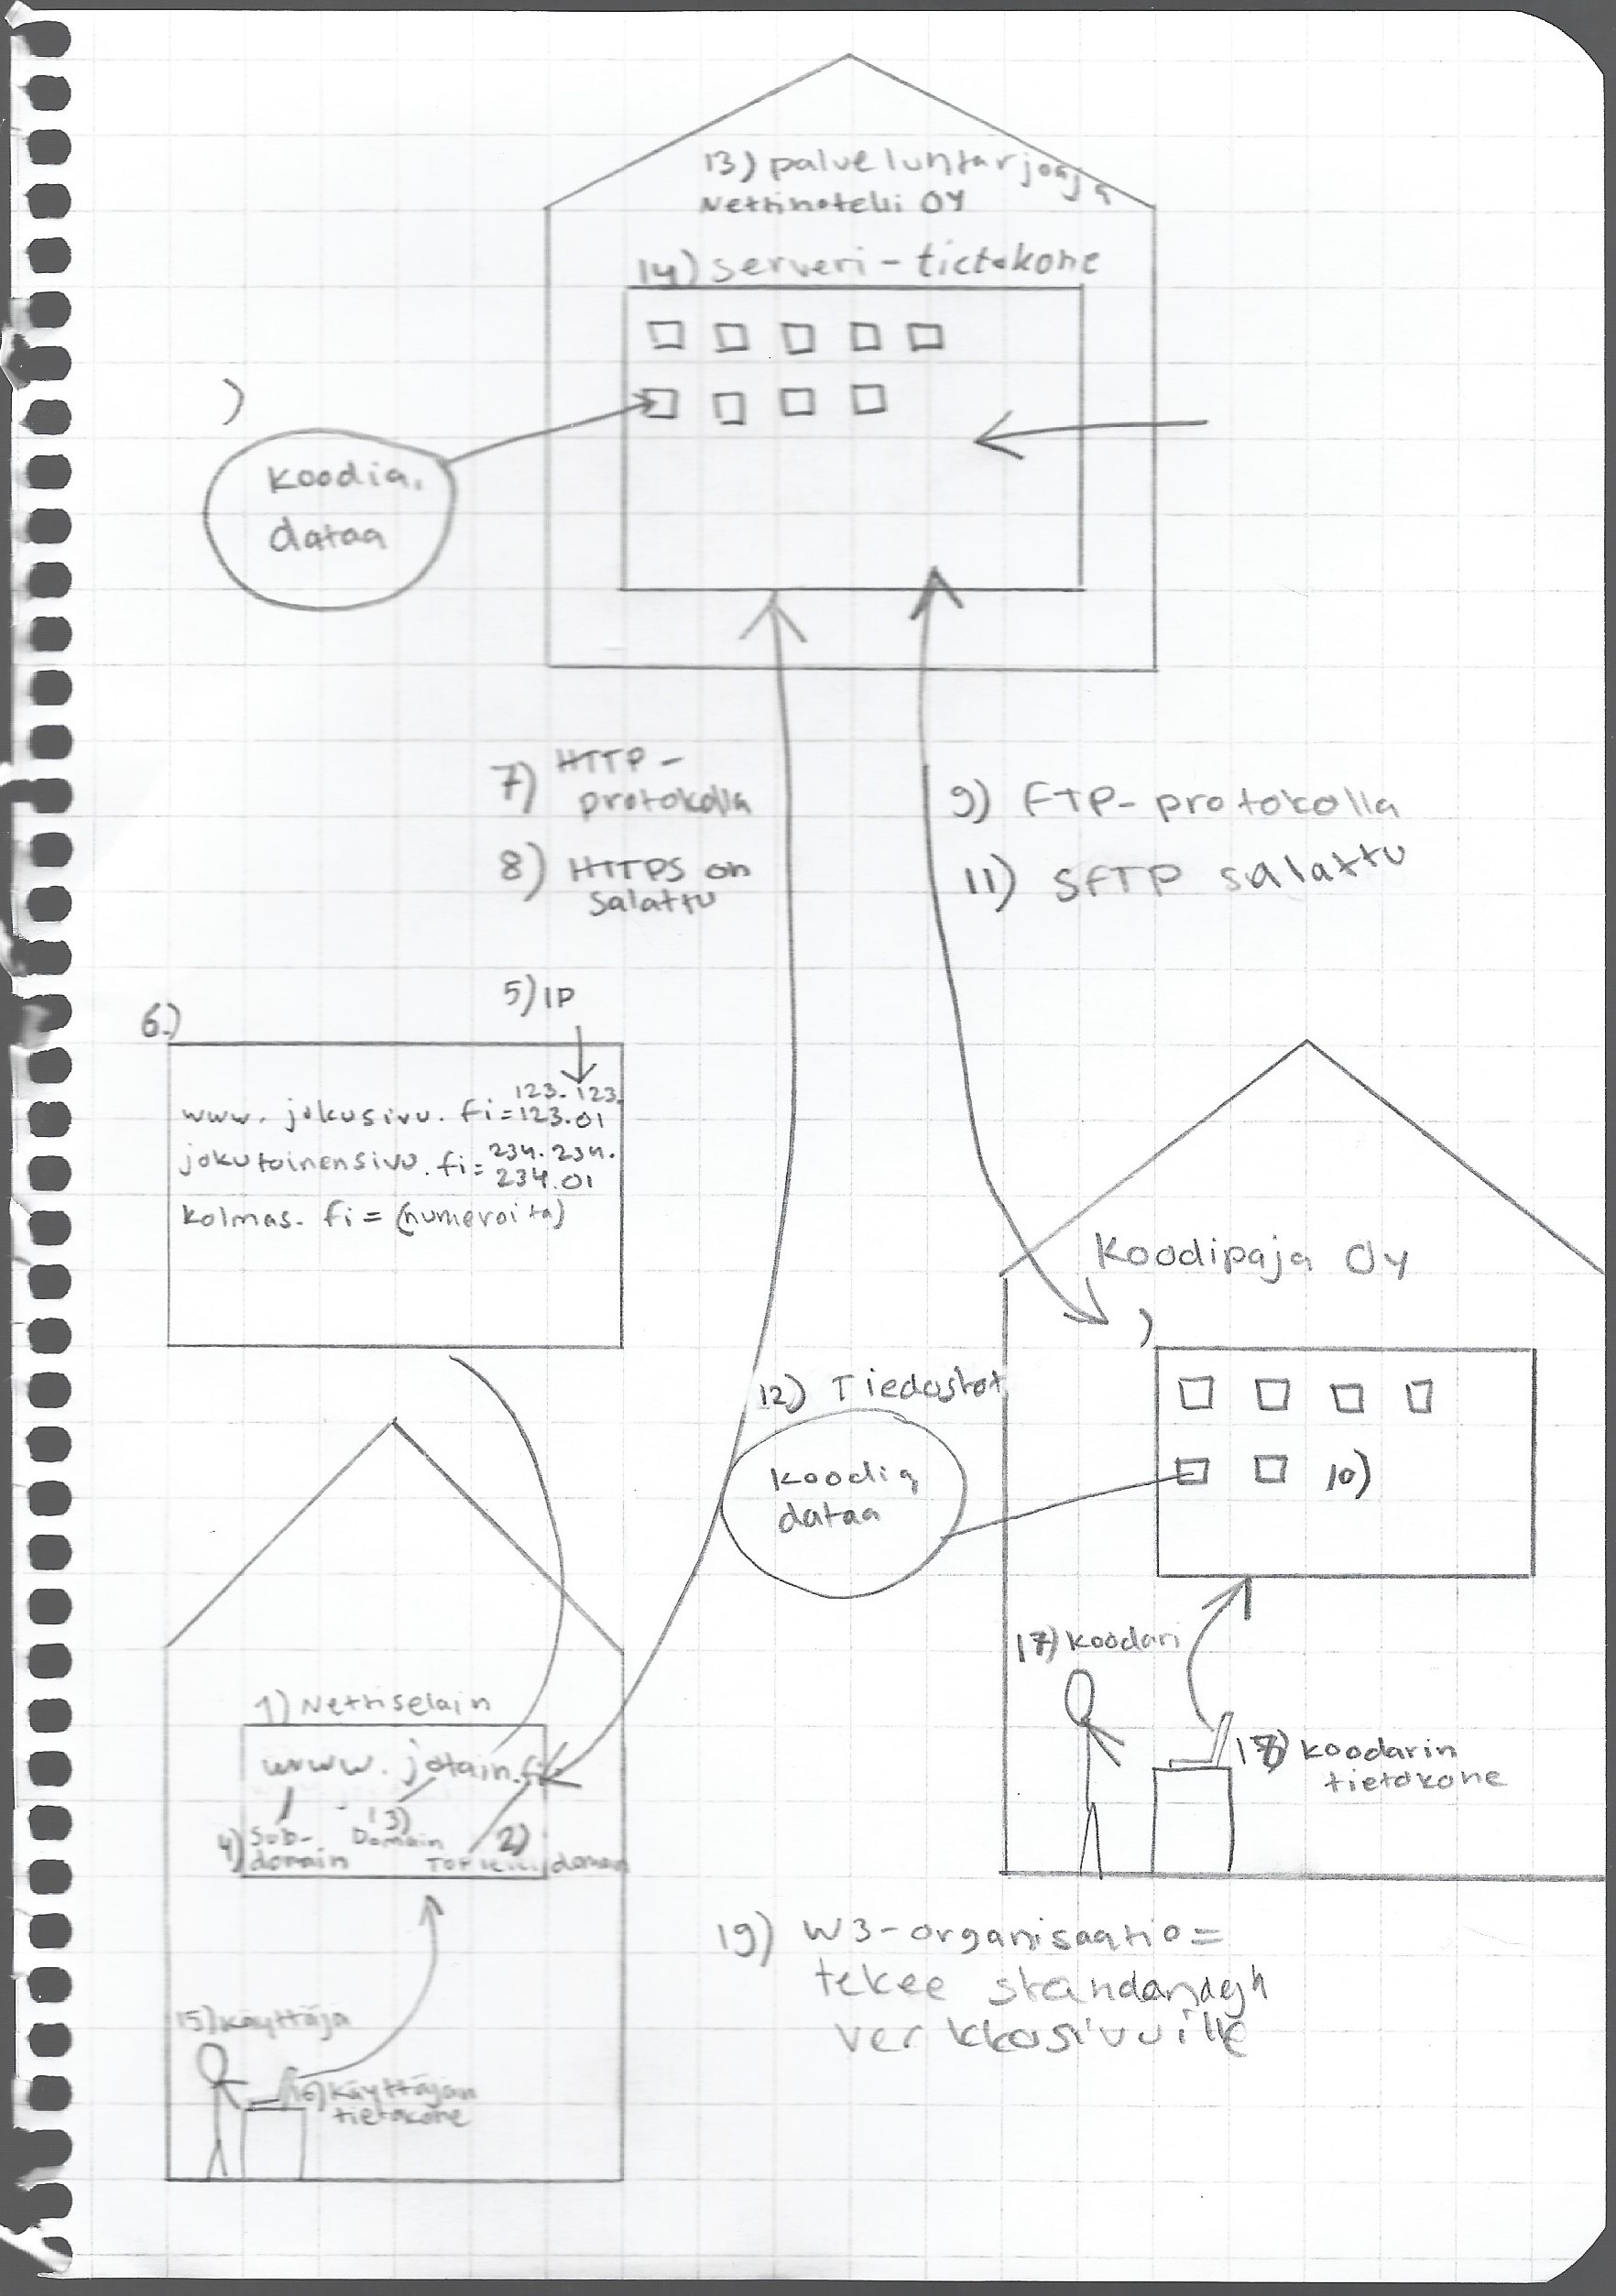 13) palveluntarjoaja
Nettihotelli OY
14) serveri-tietokone
)
koodia,
dataa
7) HTTP-
protokolla
8) HTTPS on
salattu
9) FTP-protokolla
11) SFTP salattu
5) IP
6.)
123.123.
www.jokusivu.fi=123.01
jokutoinensivu.fi=234.234.
234.01
kolmas.fi=(numeroita)
Koodipaja Oy
)
12) Tiedostot
koodia
dataa
10)
17) koodari
18) koodarin
tietokone
1) Nettiselain
www.jotain.fi
4) Sub-
domain
3)
Domain
2)
domain
15) Käyttäjä
16) Käyttäjän
tietokone
19) W3-organisaatio=
tekee
verkkosivuille